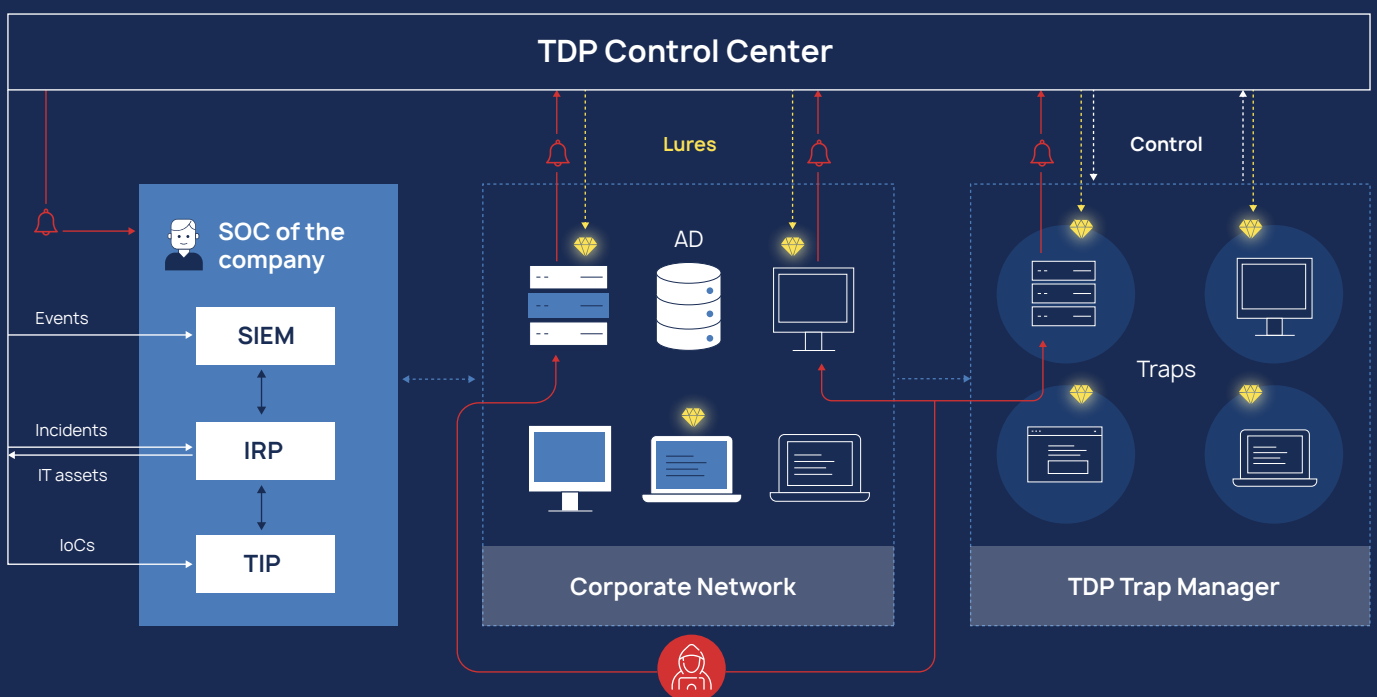 TDP Control Center
Lures
Control
SOC of the
company
AD
Events
SIEM
Traps
Incidents
IRP
IT assets
IoCs
TIP
Corporate Network
TDP Trap Manager